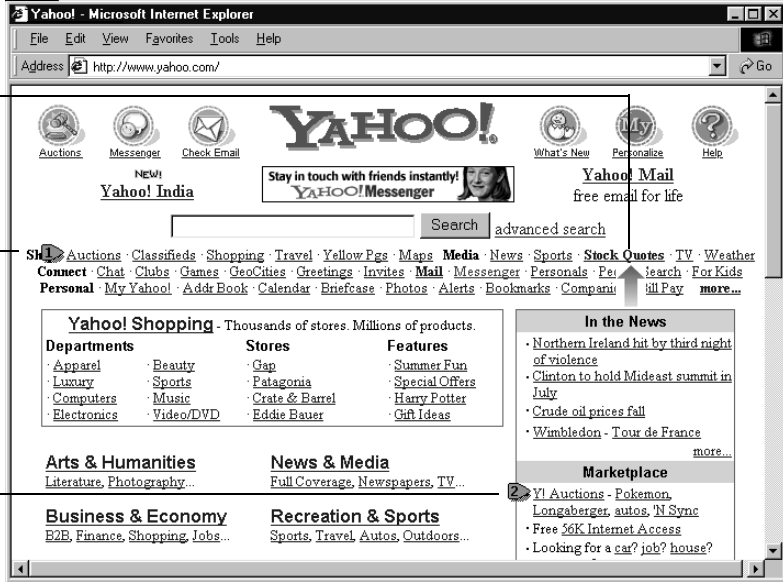 Yahoo! - Microsoft Internet Explorer
File Edit View Favorites Tools Help
Address http://www.yahoo.com/ Go
YAHOO!
Auctions Messenger Check Email What's New My Personalize ? Help
NEW!
Yahoo! India
Stay in touch with friends instantly!
YAHOO! Messenger
Yahoo! Mail
free email for life
Search advanced search
1 Auctions · Classifieds · Shopping · Travel · Yellow Pgs · Maps Media · News · Sports · Stock Quotes · TV · Weather
Connect · Chat · Clubs · Games · GeoCities · Greetings · Invites · Mail · Messenger · Personals · Search · For Kids
Personal · My Yahoo! · Addr Book · Calendar · Briefcase · Photos · Alerts · Bookmarks · Bill Pay more...
Yahoo! Shopping - Thousands of stores. Millions of products.
Departments Stores Features
· Apparel · Beauty · Gap · Summer Fun
· Luxury · Sports · Patagonia · Special Offers
· Computers · Music · Crate & Barrel · Harry Potter
· Electronics · Video/DVD · Eddie Bauer · Gift Ideas
In the News
· Northern Ireland hit by third night
of violence
· Clinton to hold Mideast summit in
July
· Crude oil prices fall
· Wimbledon - Tour de France
more...
Arts & Humanities
Literature, Photography...
News & Media
Full Coverage, Newspapers, TV...
Business & Economy
B2B, Finance, Shopping, Jobs...
Recreation & Sports
Sports, Travel, Autos, Outdoors...
Marketplace
2 Y! Auctions - Pokemon,
Longaberger, autos, 'N Sync
· Free 56K Internet Access
· Looking for a car? job? house?